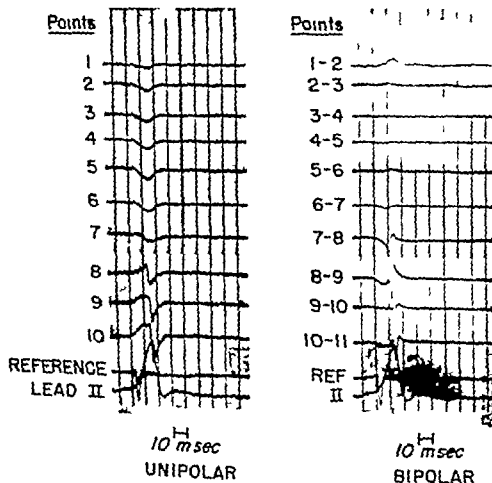 Points
1
2
3
4
5
6
7
8
9
10
REFERENCE
LEAD II
10 msec
UNIPOLAR
Points
1-2
2-3
3-4
4-5
5-6
6-7
7-8
8-9
9-10
10-11
REF
II
10 msec
BIPOLAR